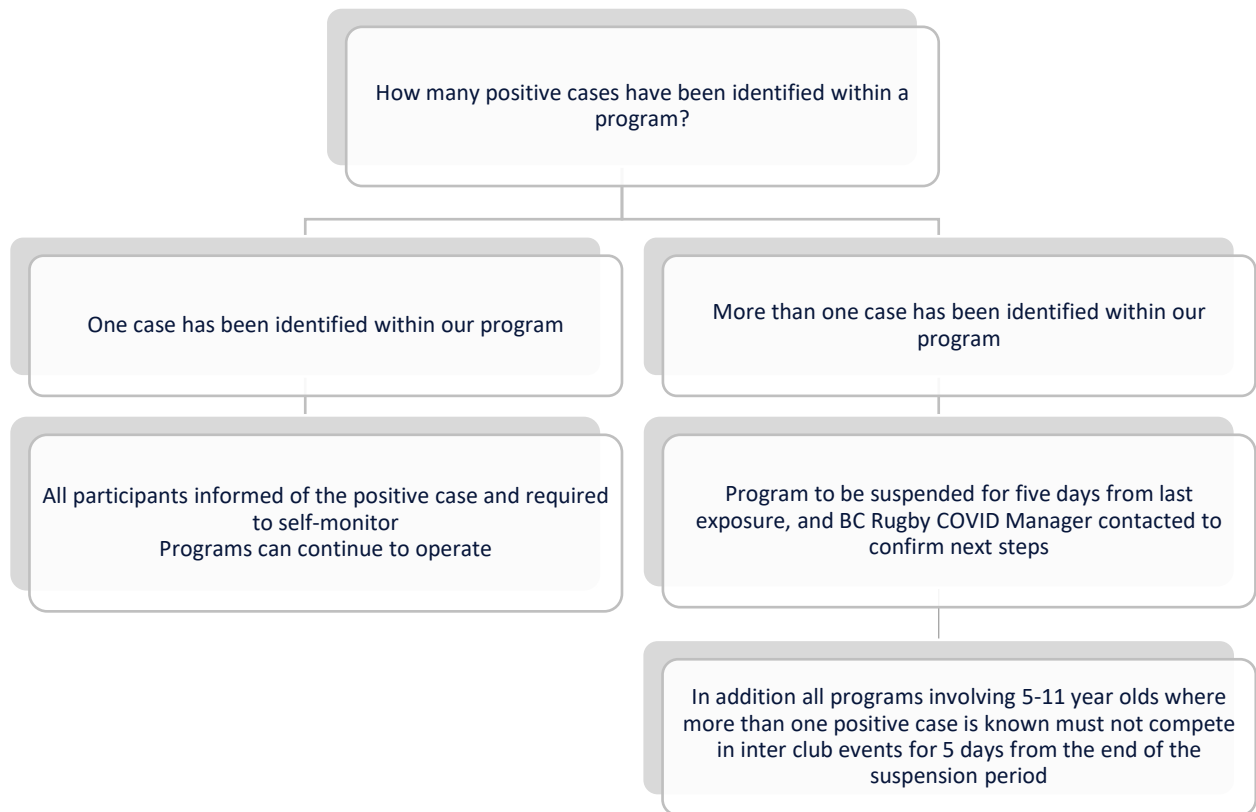 How many positive cases have been identified within a
program?
One case has been identified within our program
More than one case has been identified within our
program
All participants informed of the positive case and required
to self-monitor
Programs can continue to operate
Program to be suspended for five days from last
exposure, and BC Rugby COVID Manager contacted to
confirm next steps
In addition all programs involving 5-11 year olds where
more than one positive case is known must not compete
in inter club events for 5 days from the end of the
suspension period